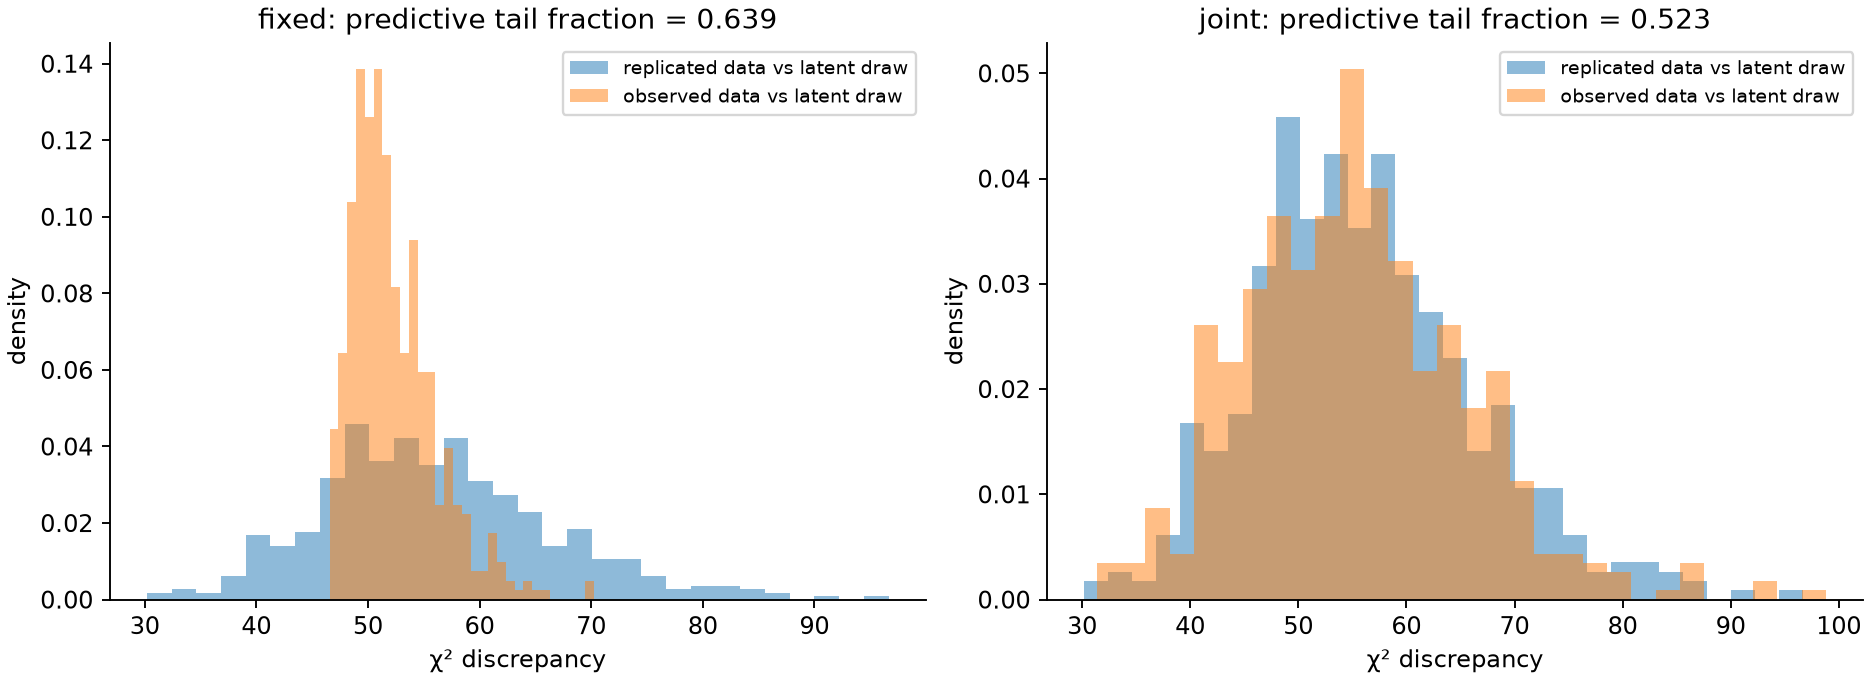 fixed: predictive tail fraction = 0.639
replicated data vs latent draw
observed data vs latent draw
0.14
0.12
0.10
0.08
0.06
0.04
0.02
0.00
density
30 40 50 60 70 80 90
χ² discrepancy
joint: predictive tail fraction = 0.523
replicated data vs latent draw
observed data vs latent draw
0.05
0.04
0.03
0.02
0.01
0.00
density
30 40 50 60 70 80 90 100
χ² discrepancy